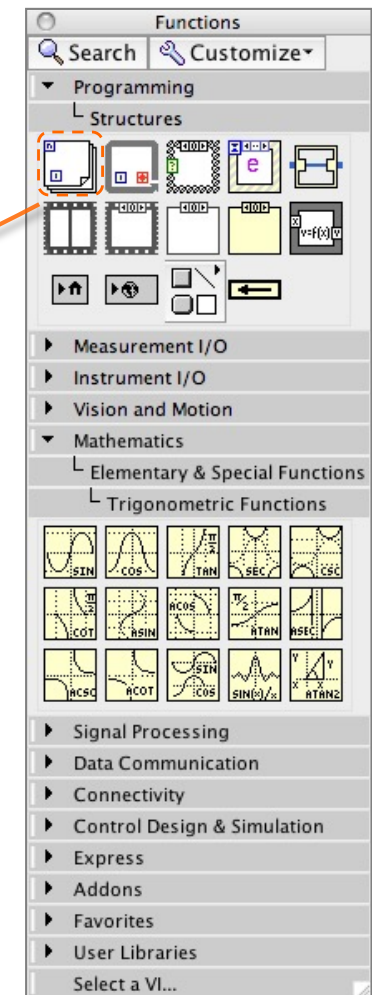 Functions
Search Customize
Programming
Structures
e
v=f(x)
Measurement I/O
Instrument I/O
Vision and Motion
Mathematics
Elementary & Special Functions
Trigonometric Functions
SIN COS TAN SEC CSC
COT ASIN ACOS ATAN ASEC
ACSC ACOT SIN COS SIN(x)/x ATAN2
Signal Processing
Data Communication
Connectivity
Control Design & Simulation
Express
Addons
Favorites
User Libraries
Select a VI...